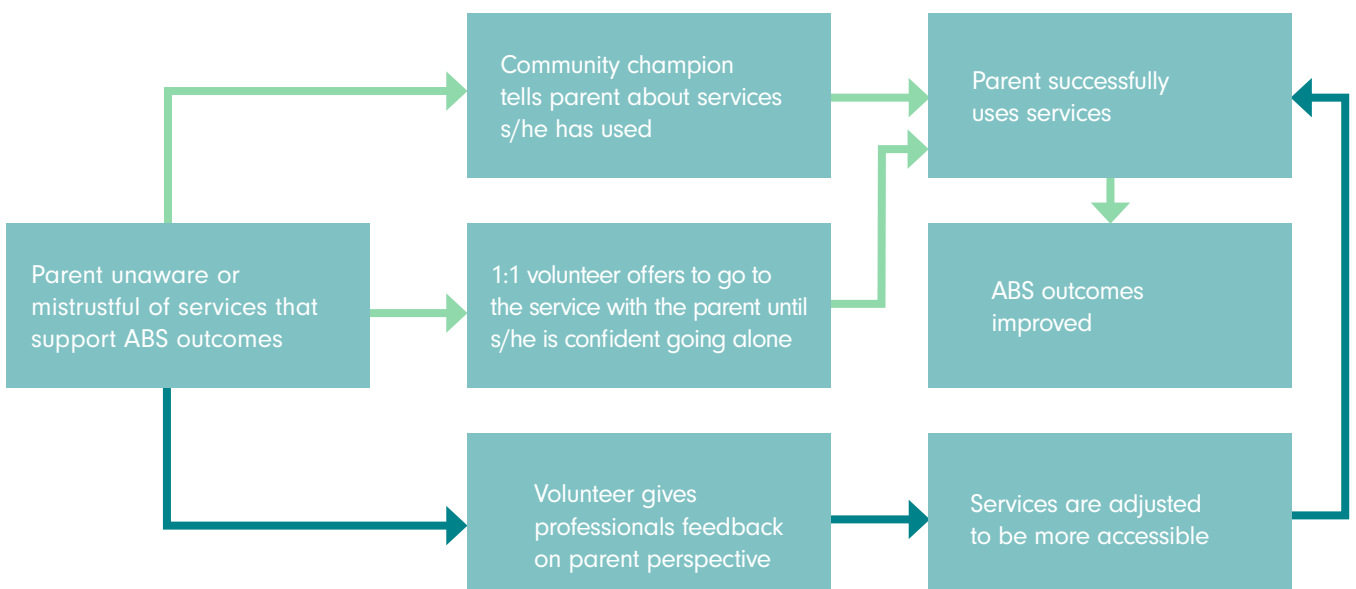 Community champion
tells parent about services
s/he has used
Parent successfully
uses services
Parent unaware or
mistrustful of services that
support ABS outcomes
1:1 volunteer offers to go to
the service with the parent until
s/he is confident going alone
ABS outcomes
improved
Volunteer gives
professionals feedback
on parent perspective
Services are adjusted
to be more accessible